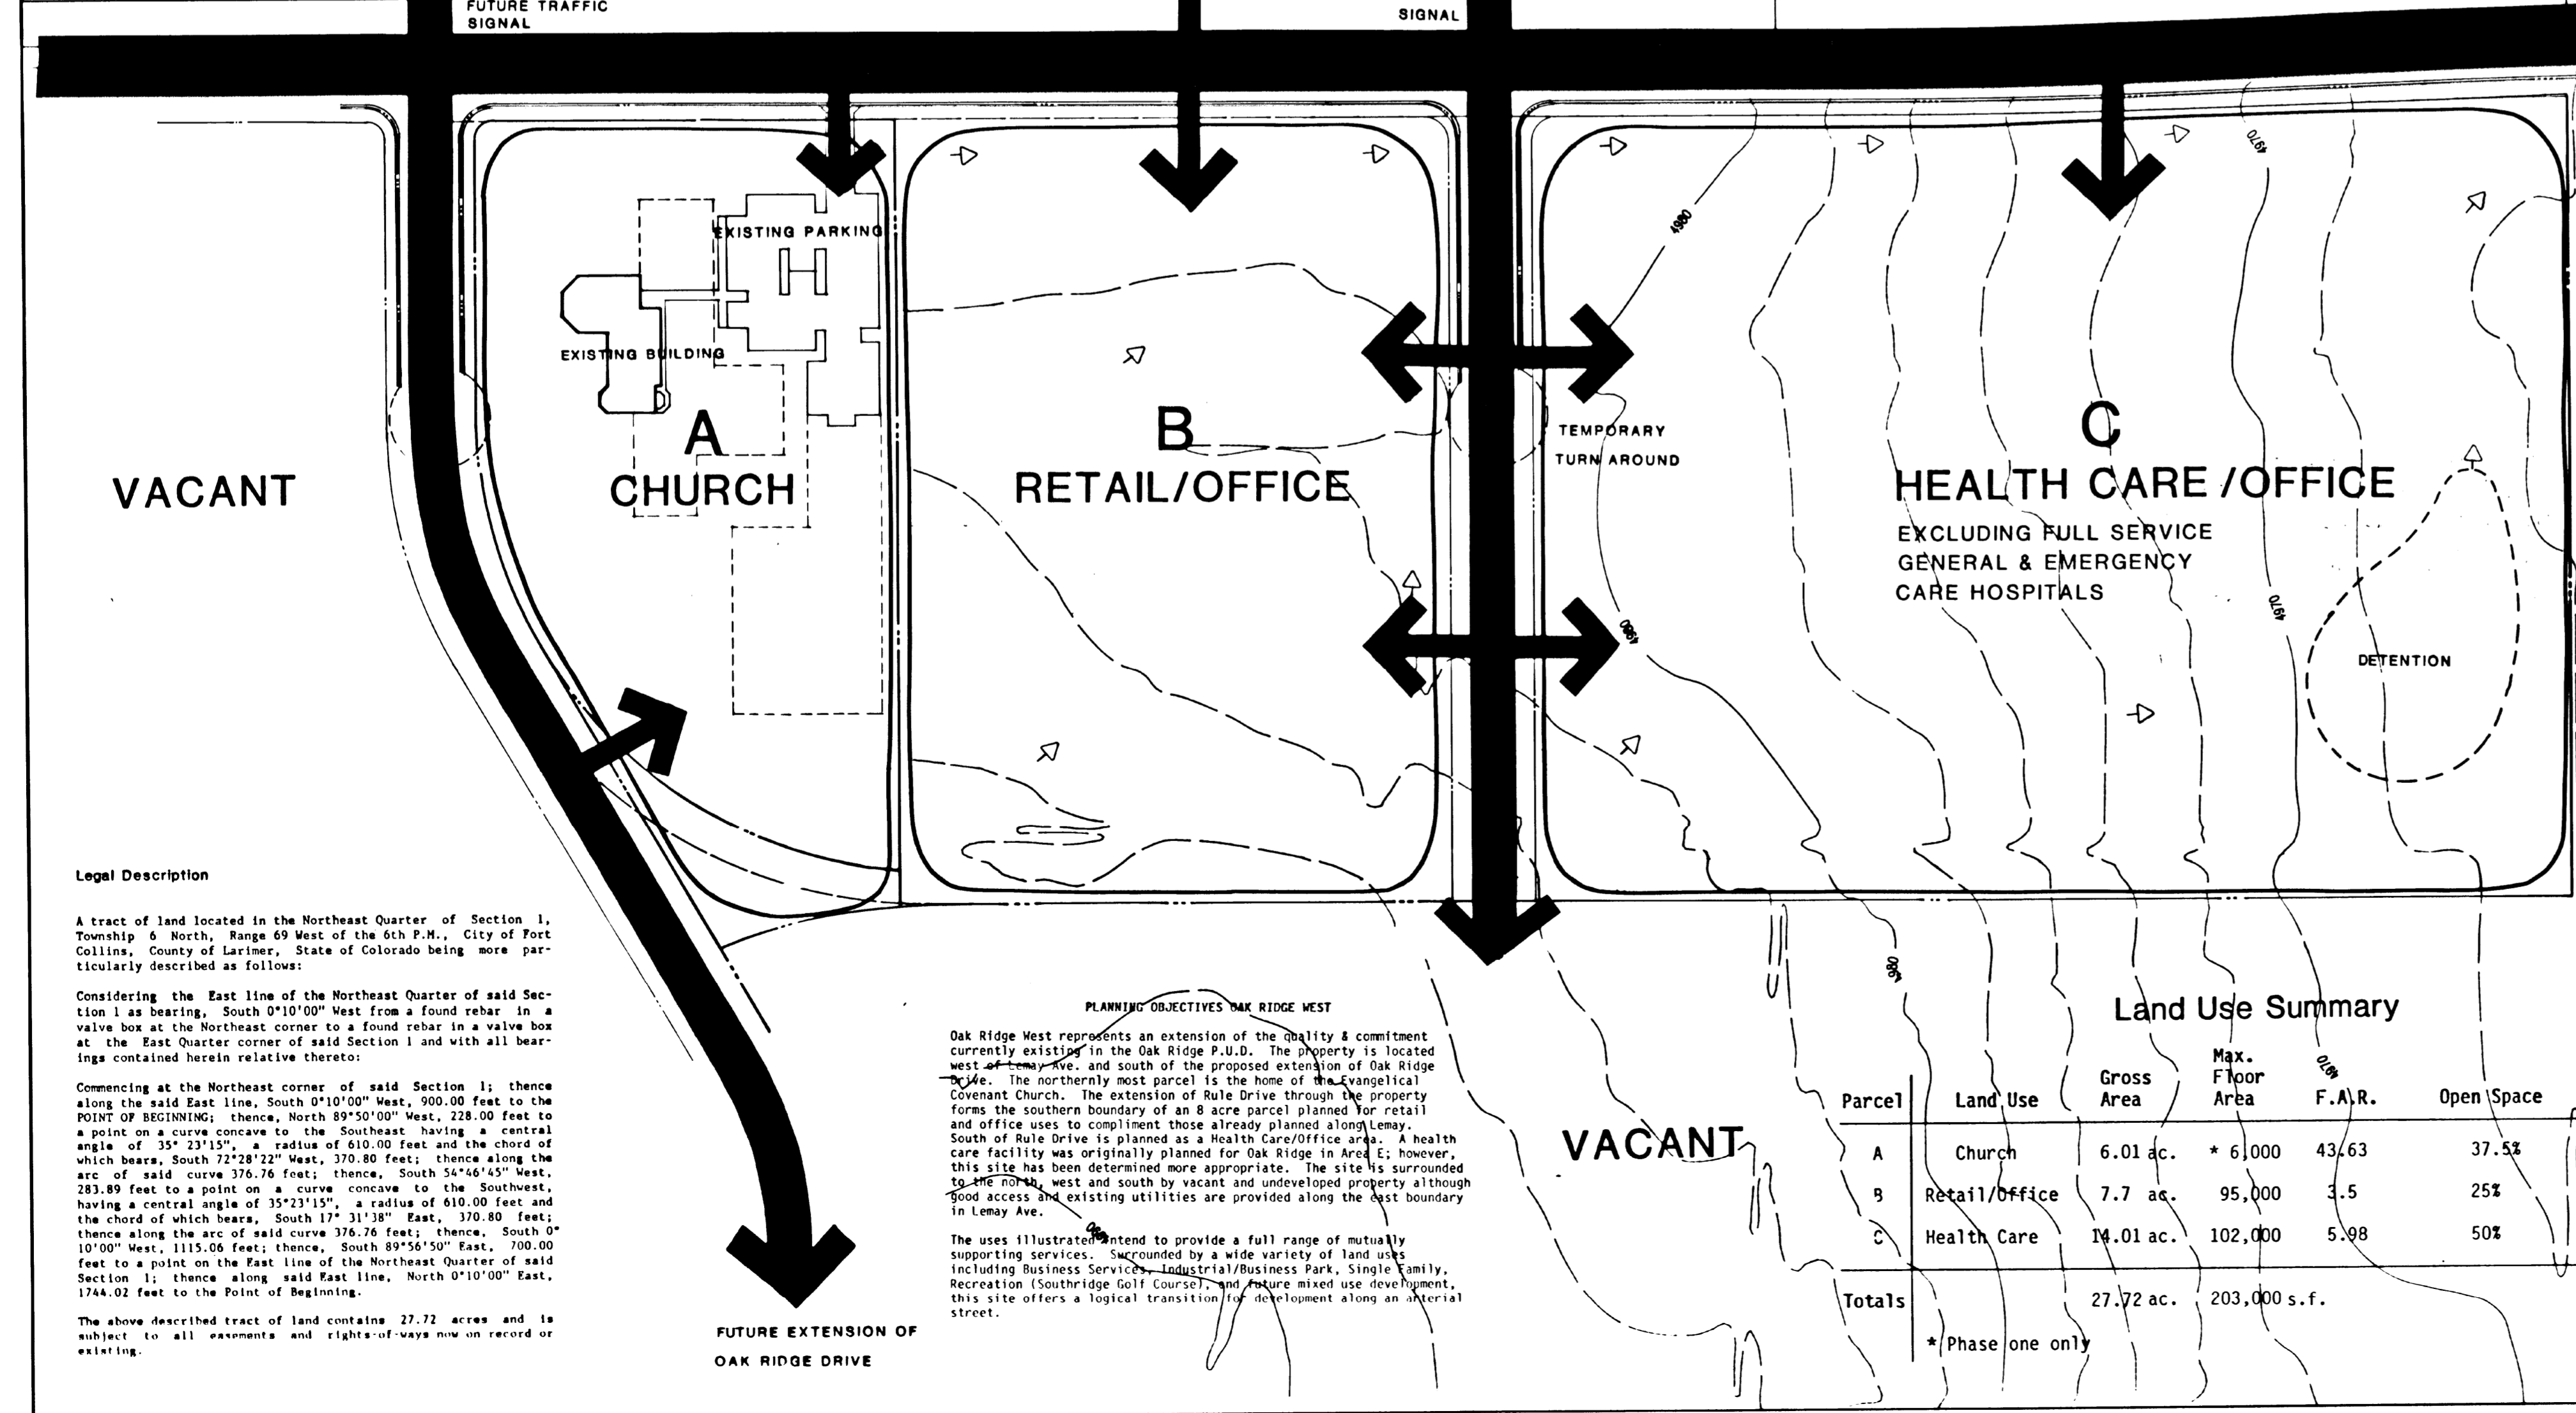 FUTURE TRAFFIC
SIGNAL
SIGNAL
4980
4970
EXISTING PARKING
EXISTING BUILDING
A
CHURCH
B
RETAIL/OFFICE
TEMPORARY
TURN AROUND
C
HEALTH CARE /OFFICE
EXCLUDING FULL SERVICE
GENERAL & EMERGENCY
CARE HOSPITALS
VACANT
4980
4970
DETENTION
Legal Description
A tract of land located in the Northeast Quarter of Section 1,
Township 6 North, Range 69 West of the 6th P.M., City of Fort
Collins, County of Larimer, State of Colorado being more par-
ticularly described as follows:
Considering the East line of the Northeast Quarter of said Sec-
tion 1 as bearing, South 0°10'00" West from a found rebar in a
valve box at the Northeast corner to a found rebar in a valve box
at the East Quarter corner of said Section 1 and with all bear-
ings contained herein relative thereto:
Commencing at the Northeast corner of said Section 1; thence
along the said East line, South 0°10'00" West, 900.00 feet to the
POINT OF BEGINNING; thence, North 89°50'00" West, 228.00 feet to
a point on a curve concave to the Southeast having a central
angle of 35° 23'15", a radius of 610.00 feet and the chord of
which bears, South 72°28'22" West, 370.80 feet; thence along the
arc of said curve 376.76 feet; thence, South 54°46'45" West,
283.89 feet to a point on a curve concave to the Southwest,
having a central angle of 35°23'15", a radius of 610.00 feet and
the chord of which bears, South 17° 31'38" East, 370.80 feet;
thence along the arc of said curve 376.76 feet; thence, South 0°
10'00" West, 1115.06 feet; thence, South 89°56'50" East, 700.00
feet to a point on the East line of the Northeast Quarter of said
Section 1; thence along said East line, North 0°10'00" East,
1744.02 feet to the Point of Beginning.
The above described tract of land contains 27.72 acres and is
subject to all easements and rights-of-ways now on record or
existing.
FUTURE EXTENSION OF
OAK RIDGE DRIVE
PLANNING OBJECTIVES OAK RIDGE WEST
Oak Ridge West represents an extension of the quality & commitment
currently existing in the Oak Ridge P.U.D. The property is located
west of Lemay Ave. and south of the proposed extension of Oak Ridge
Drive. The northernly most parcel is the home of the Evangelical
Covenant Church. The extension of Rule Drive through the property
forms the southern boundary of an 8 acre parcel planned for retail
and office uses to compliment those already planned along Lemay.
South of Rule Drive is planned as a Health Care/Office area. A health
care facility was originally planned for Oak Ridge in Area E; however,
this site has been determined more appropriate. The site is surrounded
to the north, west and south by vacant and undeveloped property although
good access and existing utilities are provided along the east boundary
in Lemay Ave.
The uses illustrated intend to provide a full range of mutually
supporting services. Surrounded by a wide variety of land uses
including Business Services, Industrial/Business Park, Single Family,
Recreation (Southridge Golf Course), and future mixed use development,
this site offers a logical transition for development along an arterial
street.
VACANT
980
4970
Land Use Summary
Parcel Land Use Gross Area Max. Floor Area F.A.R. Open Space
A Church 6.01 ac. * 6,000 43.63 37.5%
B Retail/Office 7.7 ac. 95,000 3.5 25%
C Health Care 14.01 ac. 102,000 5.98 50%
Totals 27.72 ac. 203,000 s.f.
* Phase one only